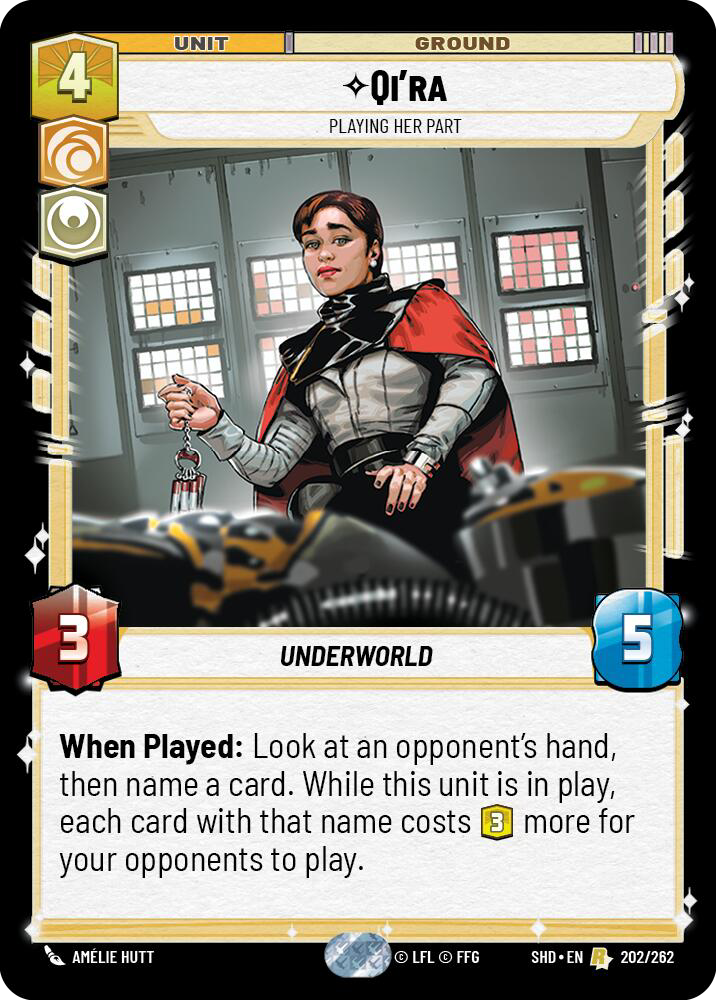 UNIT GROUND
4 QI'RA
PLAYING HER PART
3 UNDERWORLD 5
When Played: Look at an opponent's hand,
then name a card. While this unit is in play,
each card with that name costs 3 more for
your opponents to play.
AMÉLIE HUTT © LFL © FFG SHD • EN R 202/262